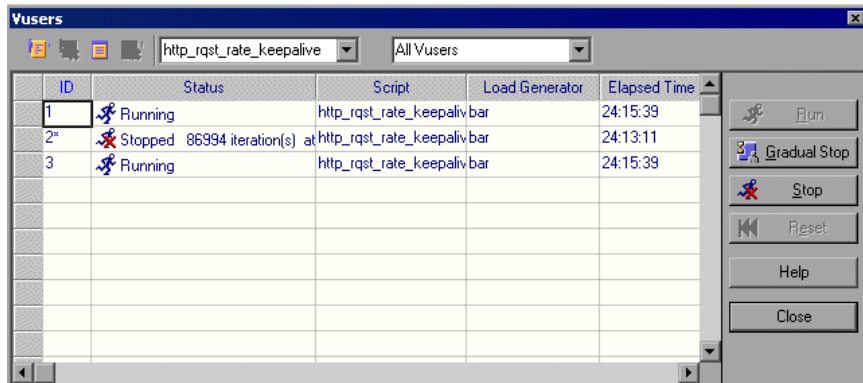 Vusers
http_rqst_rate_keepalive All Vusers
ID Status Script Load Generator Elapsed Time
1 Running http_rqst_rate_keepaliv bar 24:15:39
2* Stopped 86994 iteration(s) at http_rqst_rate_keepaliv bar 24:13:11
3 Running http_rqst_rate_keepaliv bar 24:15:39
Run
Gradual Stop
Stop
Reset
Help
Close